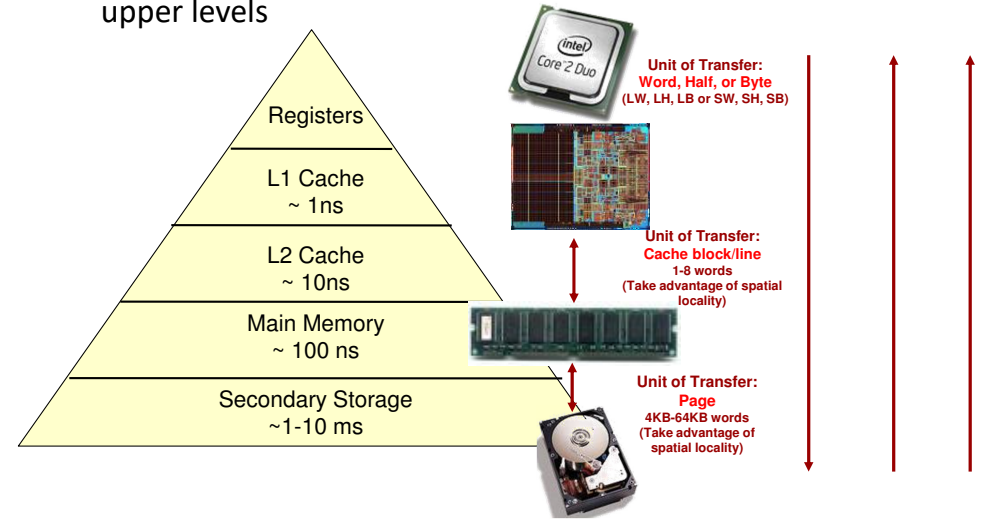 upper levels
Registers
L1 Cache
~ 1ns
L2 Cache
~ 10ns
Main Memory
~ 100 ns
Secondary Storage
~1-10 ms
intel
Core™2 Duo
Unit of Transfer:
Word, Half, or Byte
(LW, LH, LB or SW, SH, SB)
Unit of Transfer:
Cache block/line
1-8 words
(Take advantage of spatial
locality)
Unit of Transfer:
Page
4KB-64KB words
(Take advantage of
spatial locality)